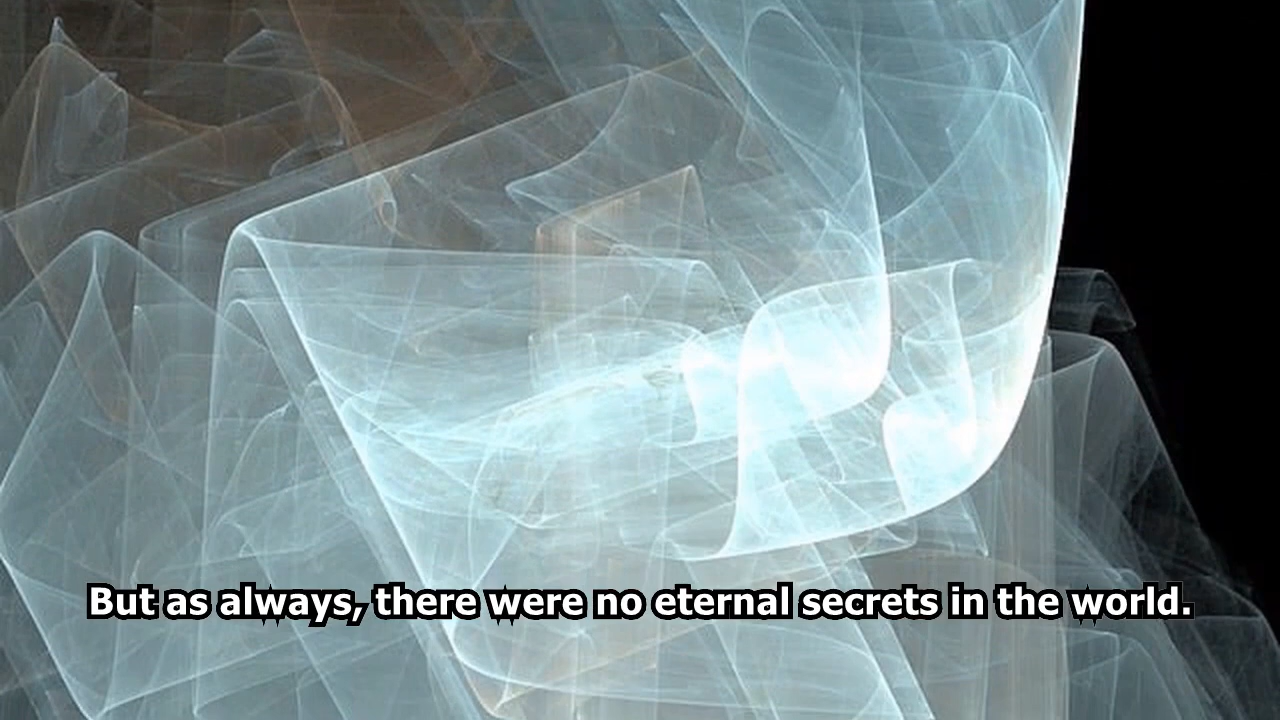 But as always, there were no eternal secrets in the world.